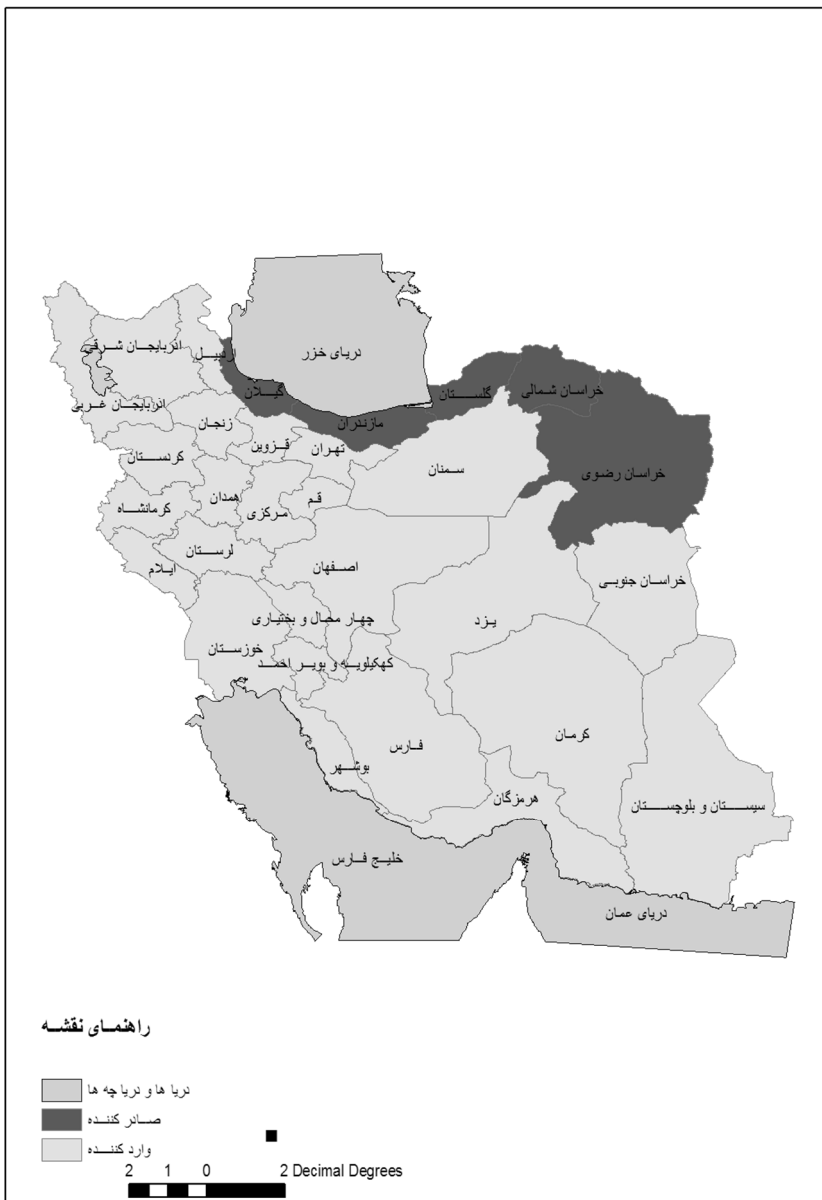 دریای خزر
آذربایجان شرقی
اردبیل
گیلان
گلستان
خراسان شمالی
آذربایجان غربی
زنجان
مازندران
قزوین
تهران
کردستان
سمنان
خراسان رضوی
همدان
قم
کرمانشاه
مرکزی
لرستان
ایلام
اصفهان
خراسان جنوبی
چهار محال و بختیاری
یزد
خوزستان
کهکیلویه و بویر احمد
کرمان
فارس
بوشهر
هرمزگان
سیستان و بلوچستان
خلیج فارس
دریای عمان
راهنمای نقشه
دریا ها و دریا چه ها
صادر کننده
وارد کننده
2 1 0 2 Decimal Degrees